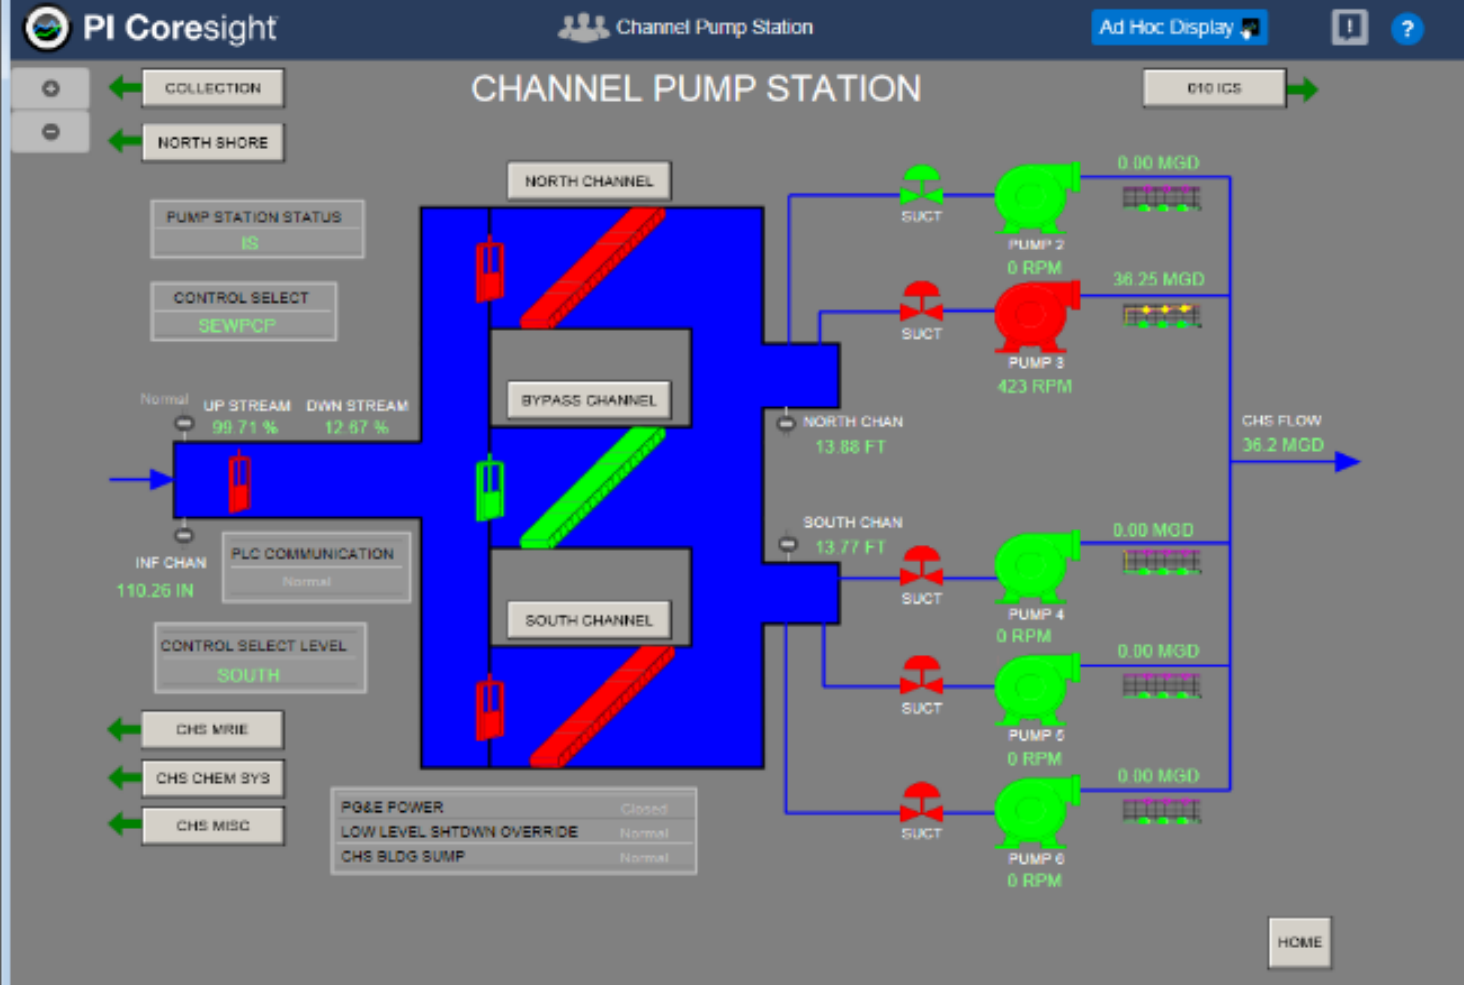 PI Coresight
Channel Pump Station
Ad Hoc Display
!
?
COLLECTION
CHANNEL PUMP STATION
010 ICS
NORTH SHORE
NORTH CHANNEL
0.00 MGD
PUMP STATION STATUS
IS
SUCT
PUMP 2
0 RPM
CONTROL SELECT
SEWPCP
36.25 MGD
SUCT
PUMP 3
423 RPM
BYPASS CHANNEL
Normal
UP STREAM
DWN STREAM
99.71 %
12.67 %
NORTH CHAN
13.88 FT
CHS FLOW
36.2 MGD
SOUTH CHAN
13.77 FT
0.00 MGD
INF CHAN
110.26 IN
PLC COMMUNICATION
Normal
SUCT
PUMP 4
0 RPM
SOUTH CHANNEL
CONTROL SELECT LEVEL
SOUTH
0.00 MGD
SUCT
PUMP 5
0 RPM
CHS MRIE
CHS CHEM SYS
CHS MISC
0.00 MGD
SUCT
PUMP 6
0 RPM
PG&E POWER Closed
LOW LEVEL SHTDWN OVERRIDE Normal
CHS BLDG SUMP Normal
HOME